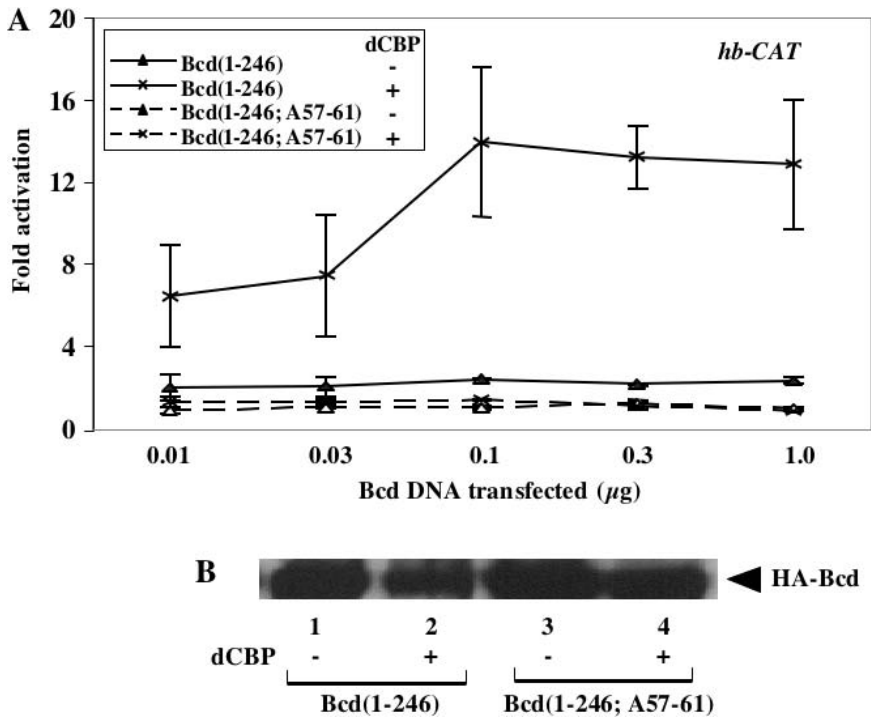 A
20
16
12
8
4
0
Fold activation
dCBP
Bcd(1-246) -
Bcd(1-246) +
Bcd(1-246; A57-61) -
Bcd(1-246; A57-61) +
hb-CAT
0.01 0.03 0.1 0.3 1.0
Bcd DNA transfected (µg)
B
HA-Bcd
1 2 3 4
dCBP - + - +
Bcd(1-246) Bcd(1-246; A57-61)